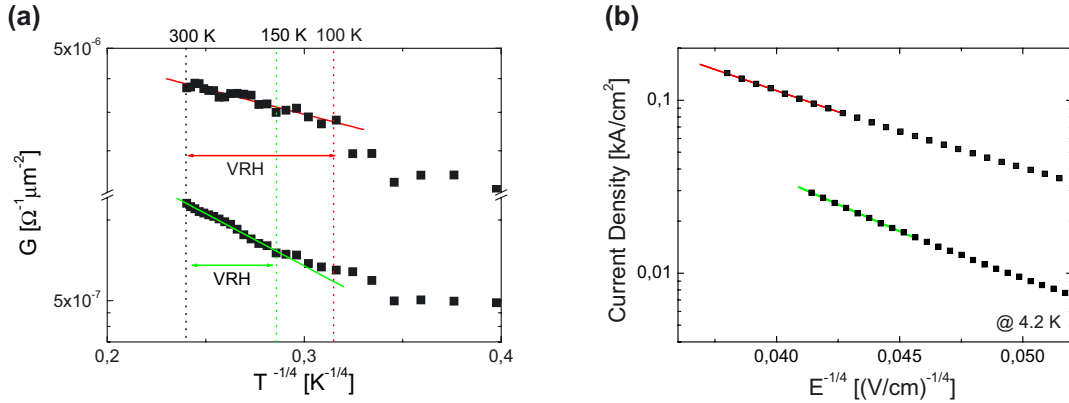 (a)
300 K 150 K 100 K
5x10⁻⁶
VRH
VRH
5x10⁻⁷
G [Ω⁻¹µm⁻²]
0,2 0,3 0,4
T ⁻¹/⁴ [K⁻¹/⁴]
(b)
0,1
0,01
Current Density [kA/cm²]
@ 4.2 K
0,040 0,045 0,050
E⁻¹/⁴ [(V/cm)⁻¹/⁴]